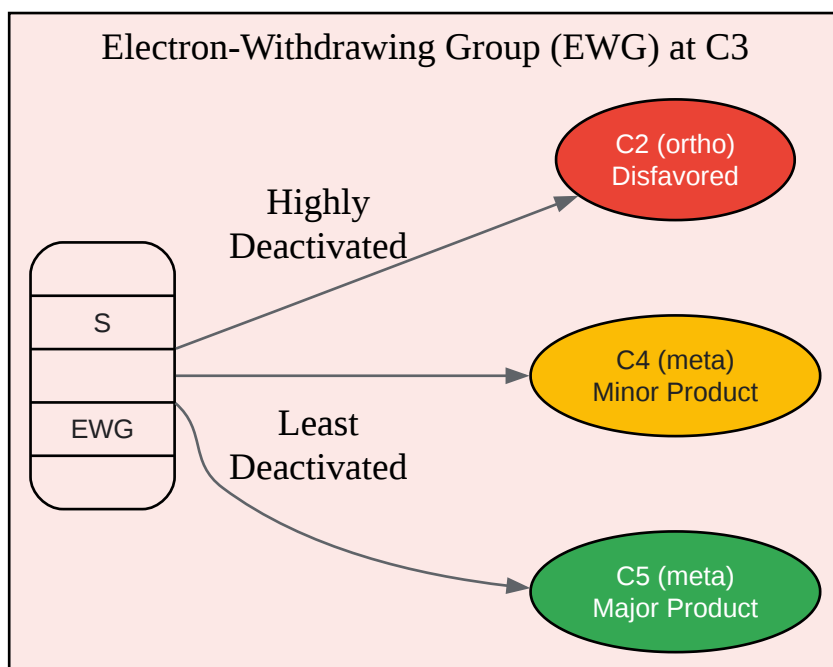 Electron-Withdrawing Group (EWG) at C3
C2 (ortho)
Disfavored
Highly
Deactivated
S
EWG
C4 (meta)
Minor Product
Least
Deactivated
C5 (meta)
Major Product